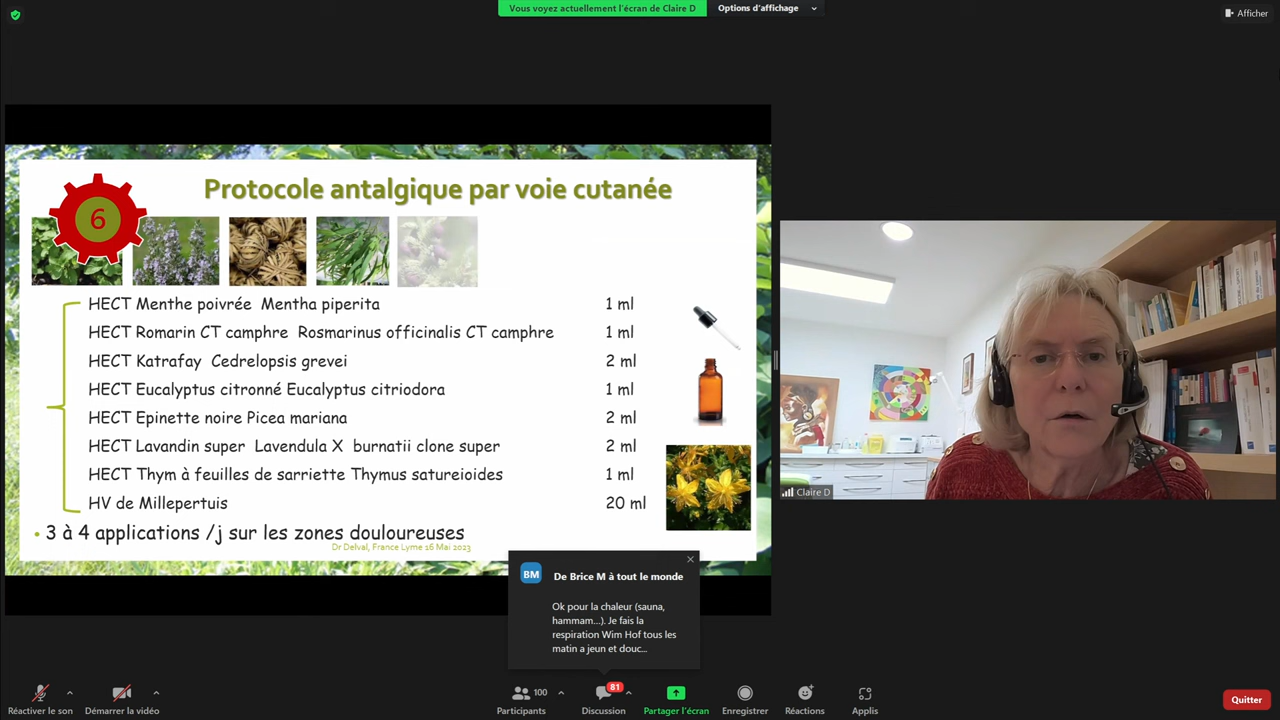 Vous voyez actuellement l'écran de Claire D
Options d'affichage
Afficher
6
Protocole antalgique par voie cutanée
HECT Menthe poivrée Mentha piperita 1 ml
HECT Romarin CT camphre Rosmarinus officinalis CT camphre 1 ml
HECT Katrafay Cedrelopsis grevei 2 ml
HECT Eucalyptus citronné Eucalyptus citriodora 1 ml
HECT Epinette noire Picea mariana 2 ml
HECT Lavandin super Lavendula X burnatii clone super 2 ml
HECT Thym à feuilles de sarriette Thymus satureioides 1 ml
HV de Millepertuis 20 ml
• 3 à 4 applications /j sur les zones douloureuses
Dr Delval, France Lyme 16 Mai 2023
Claire D
BM
De Brice M à tout le monde
Ok pour la chaleur (sauna,
hammam...). Je fais la
respiration Wim Hof tous les
matin a jeun et douc...
Réactiver le son
Démarrer la vidéo
100
Participants
81
Discussion
Partager l'écran
Enregistrer
Réactions
Applis
Quitter